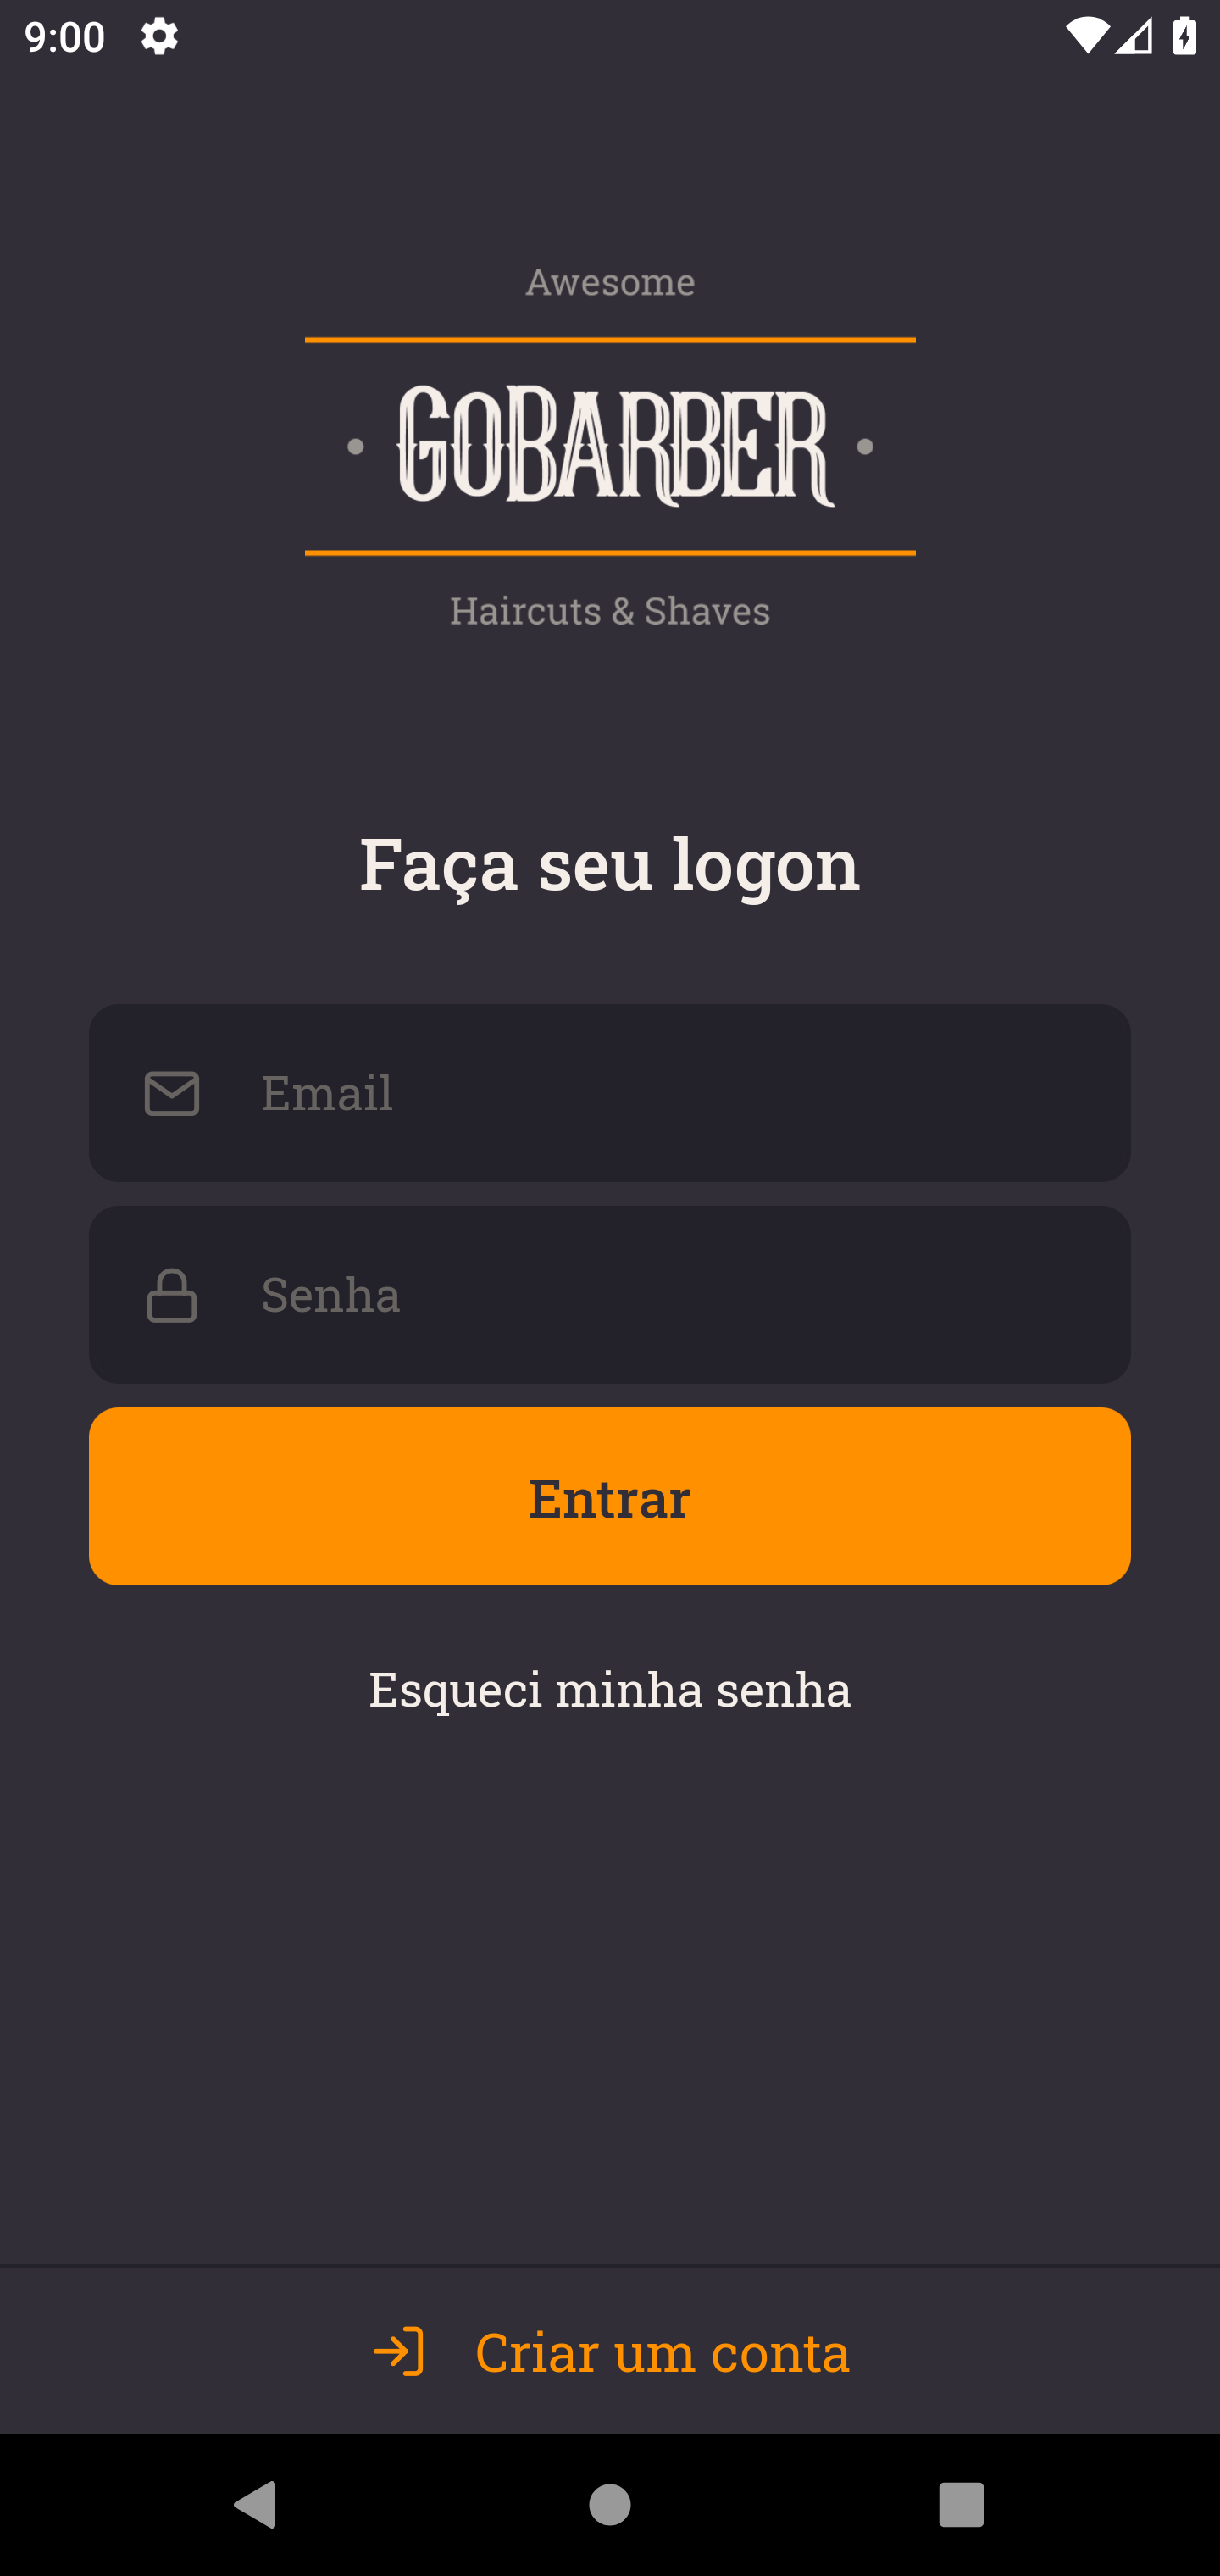 9:00
Awesome
GOBARBER
Haircuts & Shaves
Faça seu logon
Email
Senha
Entrar
Esqueci minha senha
Criar um conta